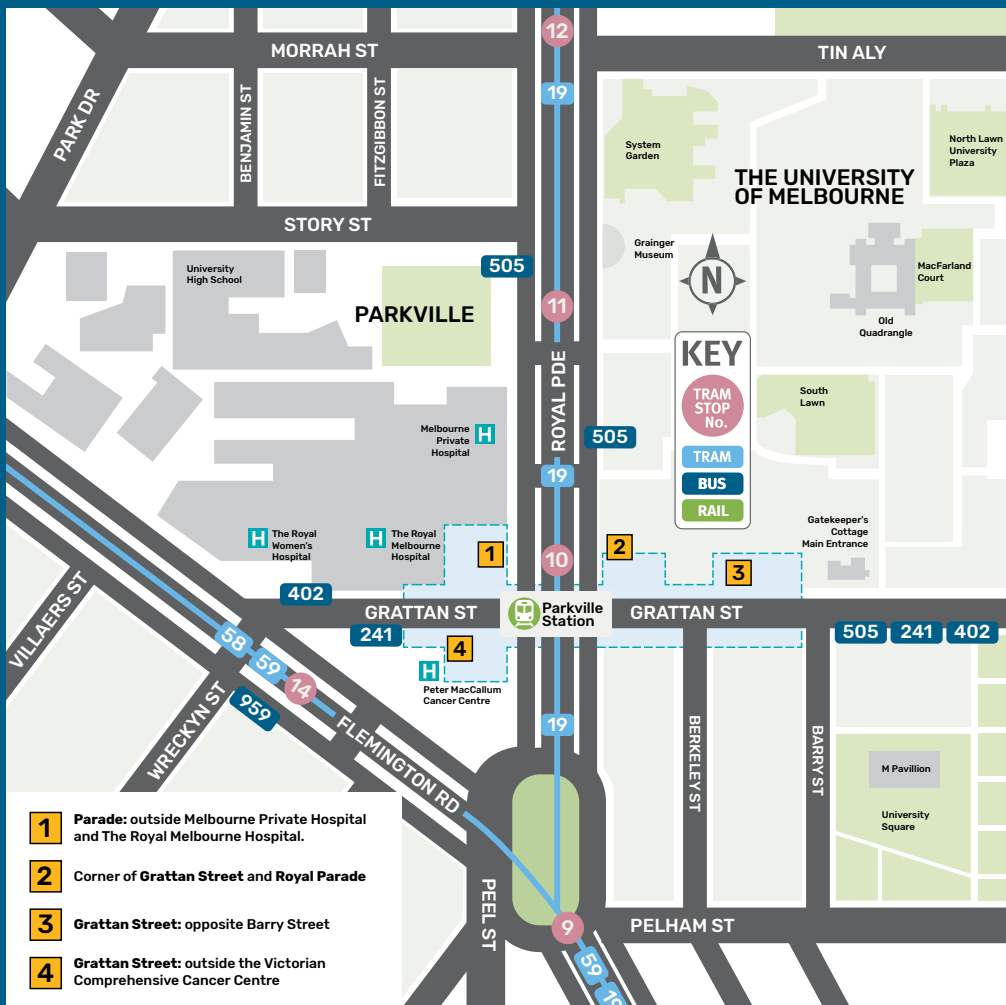 12
MORRAH ST
TIN ALY
19
PARK DR
BENJAMIN ST
FITZGIBBON ST
System
Garden
North Lawn
University
Plaza
THE UNIVERSITY
OF MELBOURNE
STORY ST
Grainger
Museum
505
University
High School
N
MacFarland
Court
11
PARKVILLE
Old
Quadrangle
KEY
TRAM
STOP
No.
TRAM
BUS
RAIL
ROYAL PDE
South
Lawn
Melbourne
Private
Hospital
H
505
19
H
The Royal
Women's
Hospital
H
The Royal
Melbourne
Hospital
1
10
2
3
Gatekeeper's
Cottage
Main Entrance
402
GRATTAN ST
Parkville
Station
GRATTAN ST
241
505
241
402
4
H
Peter MacCallum
Cancer Centre
VILLAERS ST
58
59
14
959
WRECKYN ST
FLEMINGTON RD
19
BERKELEY ST
BARRY ST
M Pavillion
University
Square
PEEL ST
9
PELHAM ST
59
19
1
Parade: outside Melbourne Private Hospital
and The Royal Melbourne Hospital.
2
Corner of Grattan Street and Royal Parade
3
Grattan Street: opposite Barry Street
4
Grattan Street: outside the Victorian
Comprehensive Cancer Centre